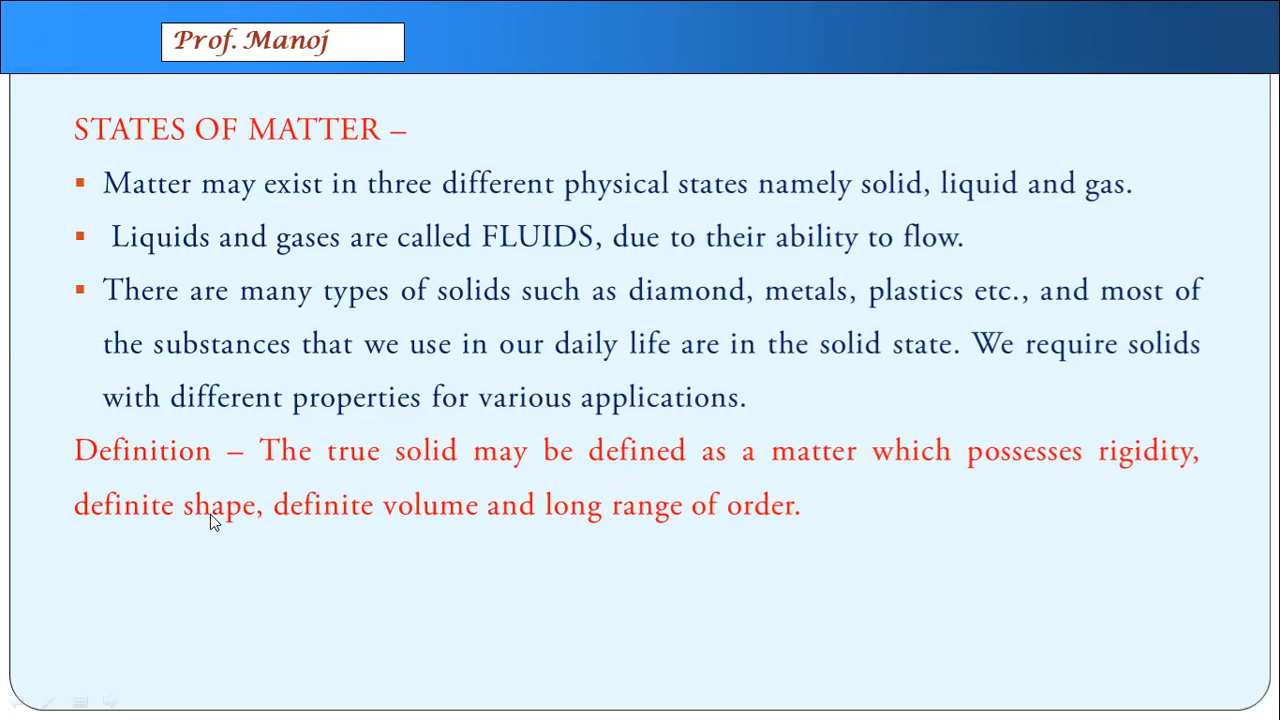 Prof. Manoj
STATES OF MATTER –
▪ Matter may exist in three different physical states namely solid, liquid and gas.
▪ Liquids and gases are called FLUIDS, due to their ability to flow.
▪ There are many types of solids such as diamond, metals, plastics etc., and most of
the substances that we use in our daily life are in the solid state. We require solids
with different properties for various applications.
Definition – The true solid may be defined as a matter which possesses rigidity,
definite shape, definite volume and long range of order.